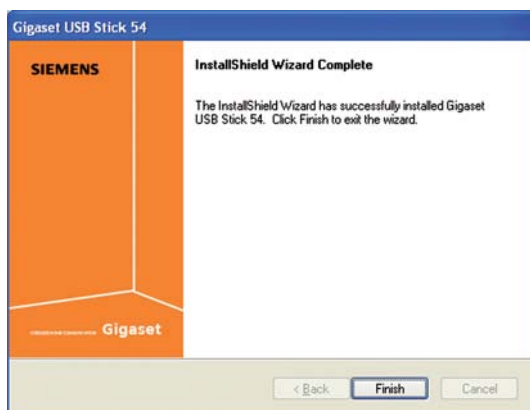 Gigaset USB Stick 54
SIEMENS
InstallShield Wizard Complete
The InstallShield Wizard has successfully installed Gigaset
USB Stick 54. Click Finish to exit the wizard.
Gigaset
< Back
Finish
Cancel